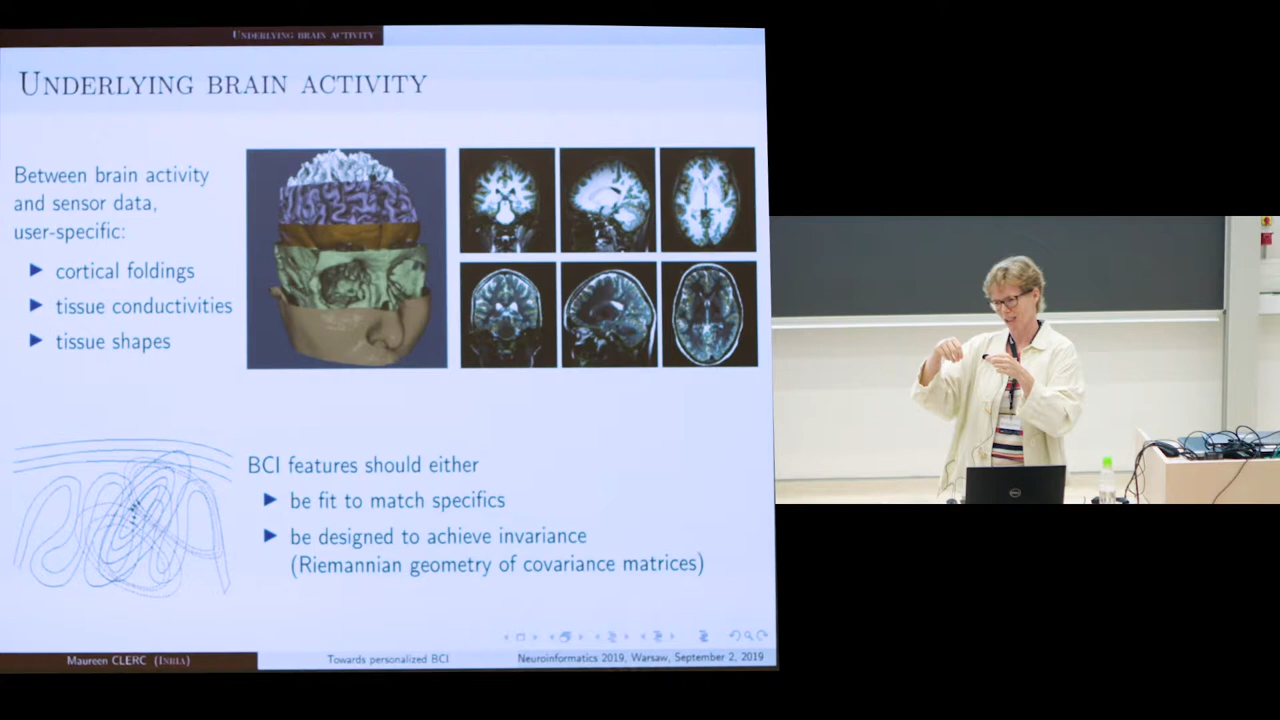 UNDERLYING BRAIN ACTIVITY
UNDERLYING BRAIN ACTIVITY
Between brain activity
and sensor data,
user-specific:
cortical foldings
tissue conductivities
tissue shapes
BCI features should either
be fit to match specifics
be designed to achieve invariance
(Riemannian geometry of covariance matrices)
Maureen CLERC (INRIA)
Towards personalized BCI
Neuroinformatics 2019, Warsaw, September 2, 2019
DELL